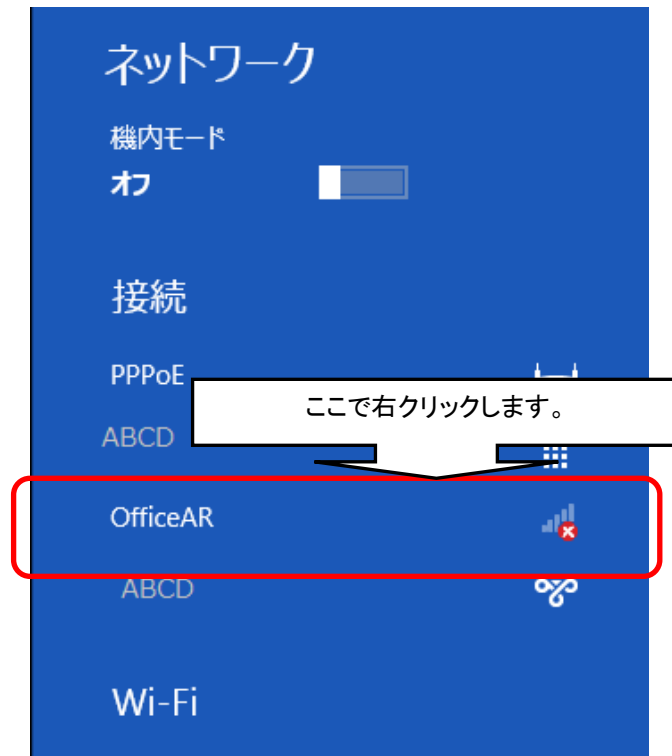 ネットワーク
機内モード
オフ
接続
PPPoE
ここで右クリックします。
ABCD
OfficeAR
ABCD
Wi-Fi